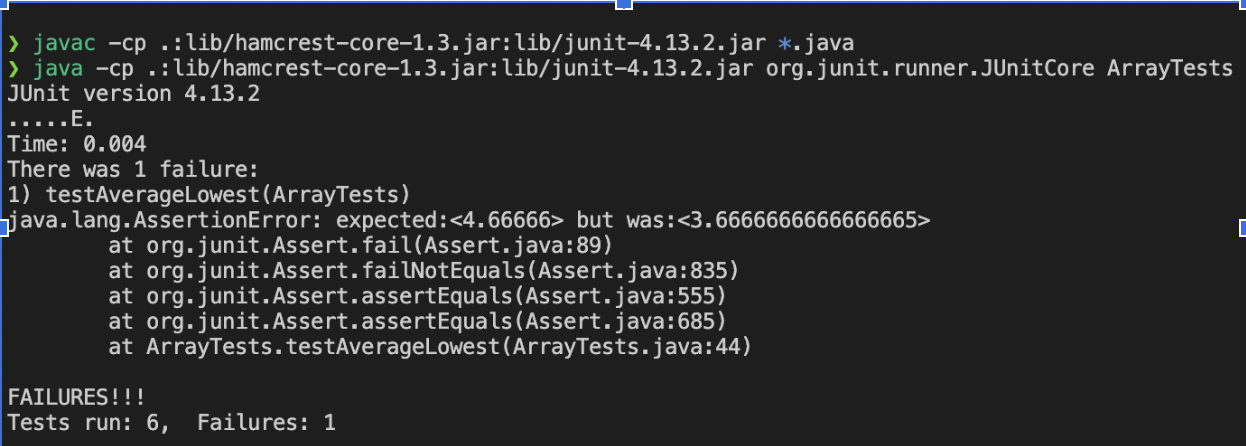 ❯ javac -cp .:lib/hamcrest-core-1.3.jar:lib/junit-4.13.2.jar *.java
❯ java -cp .:lib/hamcrest-core-1.3.jar:lib/junit-4.13.2.jar org.junit.runner.JUnitCore ArrayTests
JUnit version 4.13.2
.....E.
Time: 0.004
There was 1 failure:
1) testAverageLowest(ArrayTests)
java.lang.AssertionError: expected:<4.66666> but was:<3.6666666666666665>
        at org.junit.Assert.fail(Assert.java:89)
        at org.junit.Assert.failNotEquals(Assert.java:835)
        at org.junit.Assert.assertEquals(Assert.java:555)
        at org.junit.Assert.assertEquals(Assert.java:685)
        at ArrayTests.testAverageLowest(ArrayTests.java:44)
FAILURES!!!
Tests run: 6,  Failures: 1